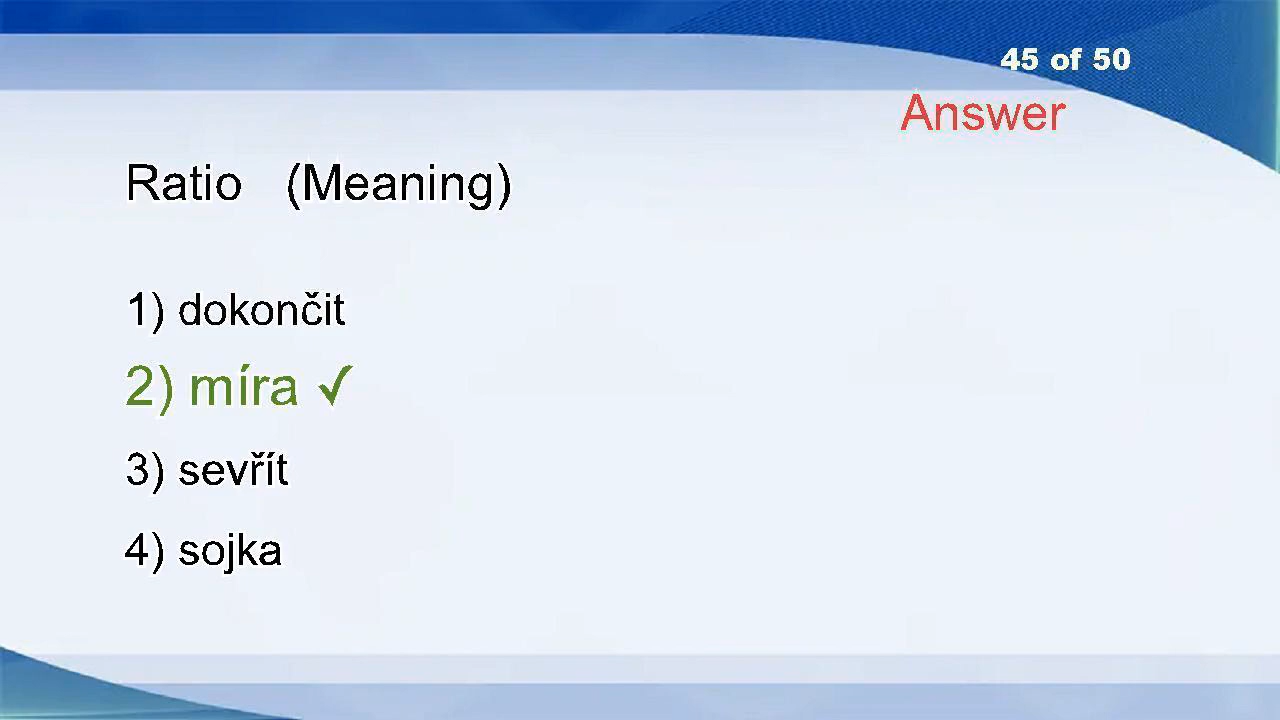 45 of 50
Answer
Ratio (Meaning)
1) dokončit
2) míra ✓
3) sevřít
4) sojka